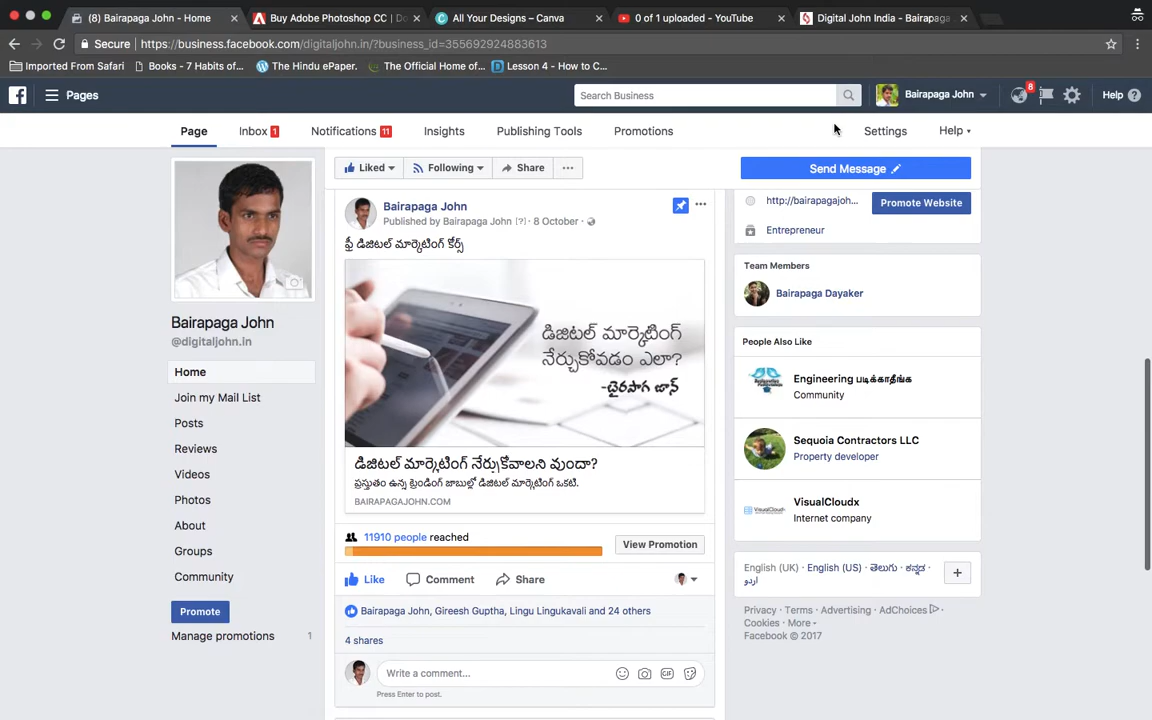 (8) Bairapaga John - Home
Buy Adobe Photoshop CC | Do
All Your Designs – Canva
0 of 1 uploaded - YouTube
Digital John India - Bairapaga
Secure
https://business.facebook.com/digitaljohn.in/?business_id=355692924883613
Imported From Safari
Books - 7 Habits of...
The Hindu ePaper.
The Official Home of...
Lesson 4 - How to C...
Pages
Search Business
Bairapaga John
8
Help
Page
Inbox 1
Notifications 11
Insights
Publishing Tools
Promotions
Settings
Help
Liked
Following
Share
Send Message
Bairapaga John
@digitaljohn.in
Home
Join my Mail List
Posts
Reviews
Videos
Photos
About
Groups
Community
Promote
Manage promotions 1
Bairapaga John
Published by Bairapaga John [?] · 8 October ·
ఫ్రీ డిజిటల్ మార్కెటింగ్ కోర్స్
డిజిటల్ మార్కెటింగ్
నేర్చుకోవడం ఎలా?
-బైరపాగ జాన్
డిజిటల్ మార్కెటింగ్ నేర్చుకోవాలని వుందా?
ప్రస్తుతం ఉన్న ట్రెండింగ్ జాబుల్లో డిజిటల్ మార్కెటింగ్ ఒకటి.
BAIRAPAGAJOHN.COM
11910 people reached
View Promotion
Like
Comment
Share
Bairapaga John, Gireesh Guptha, Lingu Lingukavali and 24 others
4 shares
Write a comment...
GIF
Press Enter to post.
http://bairapagajoh...
Promote Website
Entrepreneur
Team Members
Bairapaga Dayaker
People Also Like
Engineering படிக்காதீங்க
Community
Sequoia Contractors LLC
Property developer
VisualCloudx
Internet company
English (UK) · English (US) · తెలుగు · ಕನ್ನಡ ·
اردو
Privacy · Terms · Advertising · AdChoices
Cookies · More
Facebook © 2017